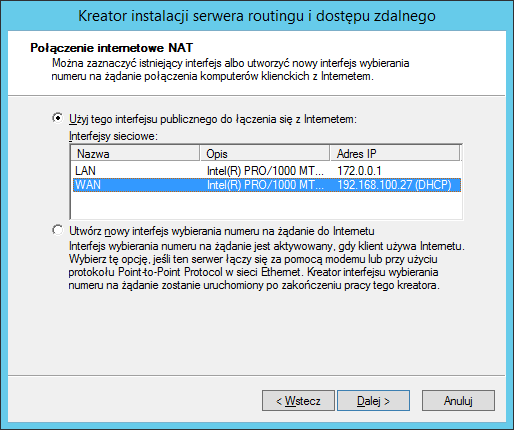 Kreator instalacji serwera routingu i dostępu zdalnego
Połączenie internetowe NAT
Można zaznaczyć istniejący interfejs albo utworzyć nowy interfejs wybierania
numeru na żądanie połączenia komputerów klienckich z Internetem.
Użyj tego interfejsu publicznego do łączenia się z Internetem:
Interfejsy sieciowe:
Nazwa Opis Adres IP
LAN Intel(R) PRO/1000 MT... 172.0.0.1
WAN Intel(R) PRO/1000 MT... 192.168.100.27 (DHCP)
Utwórz nowy interfejs wybierania numeru na żądanie do Internetu
Interfejs wybierania numeru na żądanie jest aktywowany, gdy klient używa Internetu.
Wybierz tę opcję, jeśli ten serwer łączy się za pomocą modemu lub przy użyciu
protokołu Point-to-Point Protocol w sieci Ethernet. Kreator interfejsu wybierania
numeru na żądanie zostanie uruchomiony po zakończeniu pracy tego kreatora.
< Wstecz Dalej > Anuluj